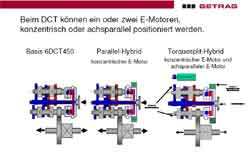 GETRAG
Beim DCT können ein oder zwei E-Motoren,
konzentrisch oder achsparallel positioniert werden.
Basis 6DCT450
Parallel-Hybrid
Torquesplit-Hybrid
konzentrischer E-Motor
konzentrischer E-Motor und
achsparalleler E-Motor